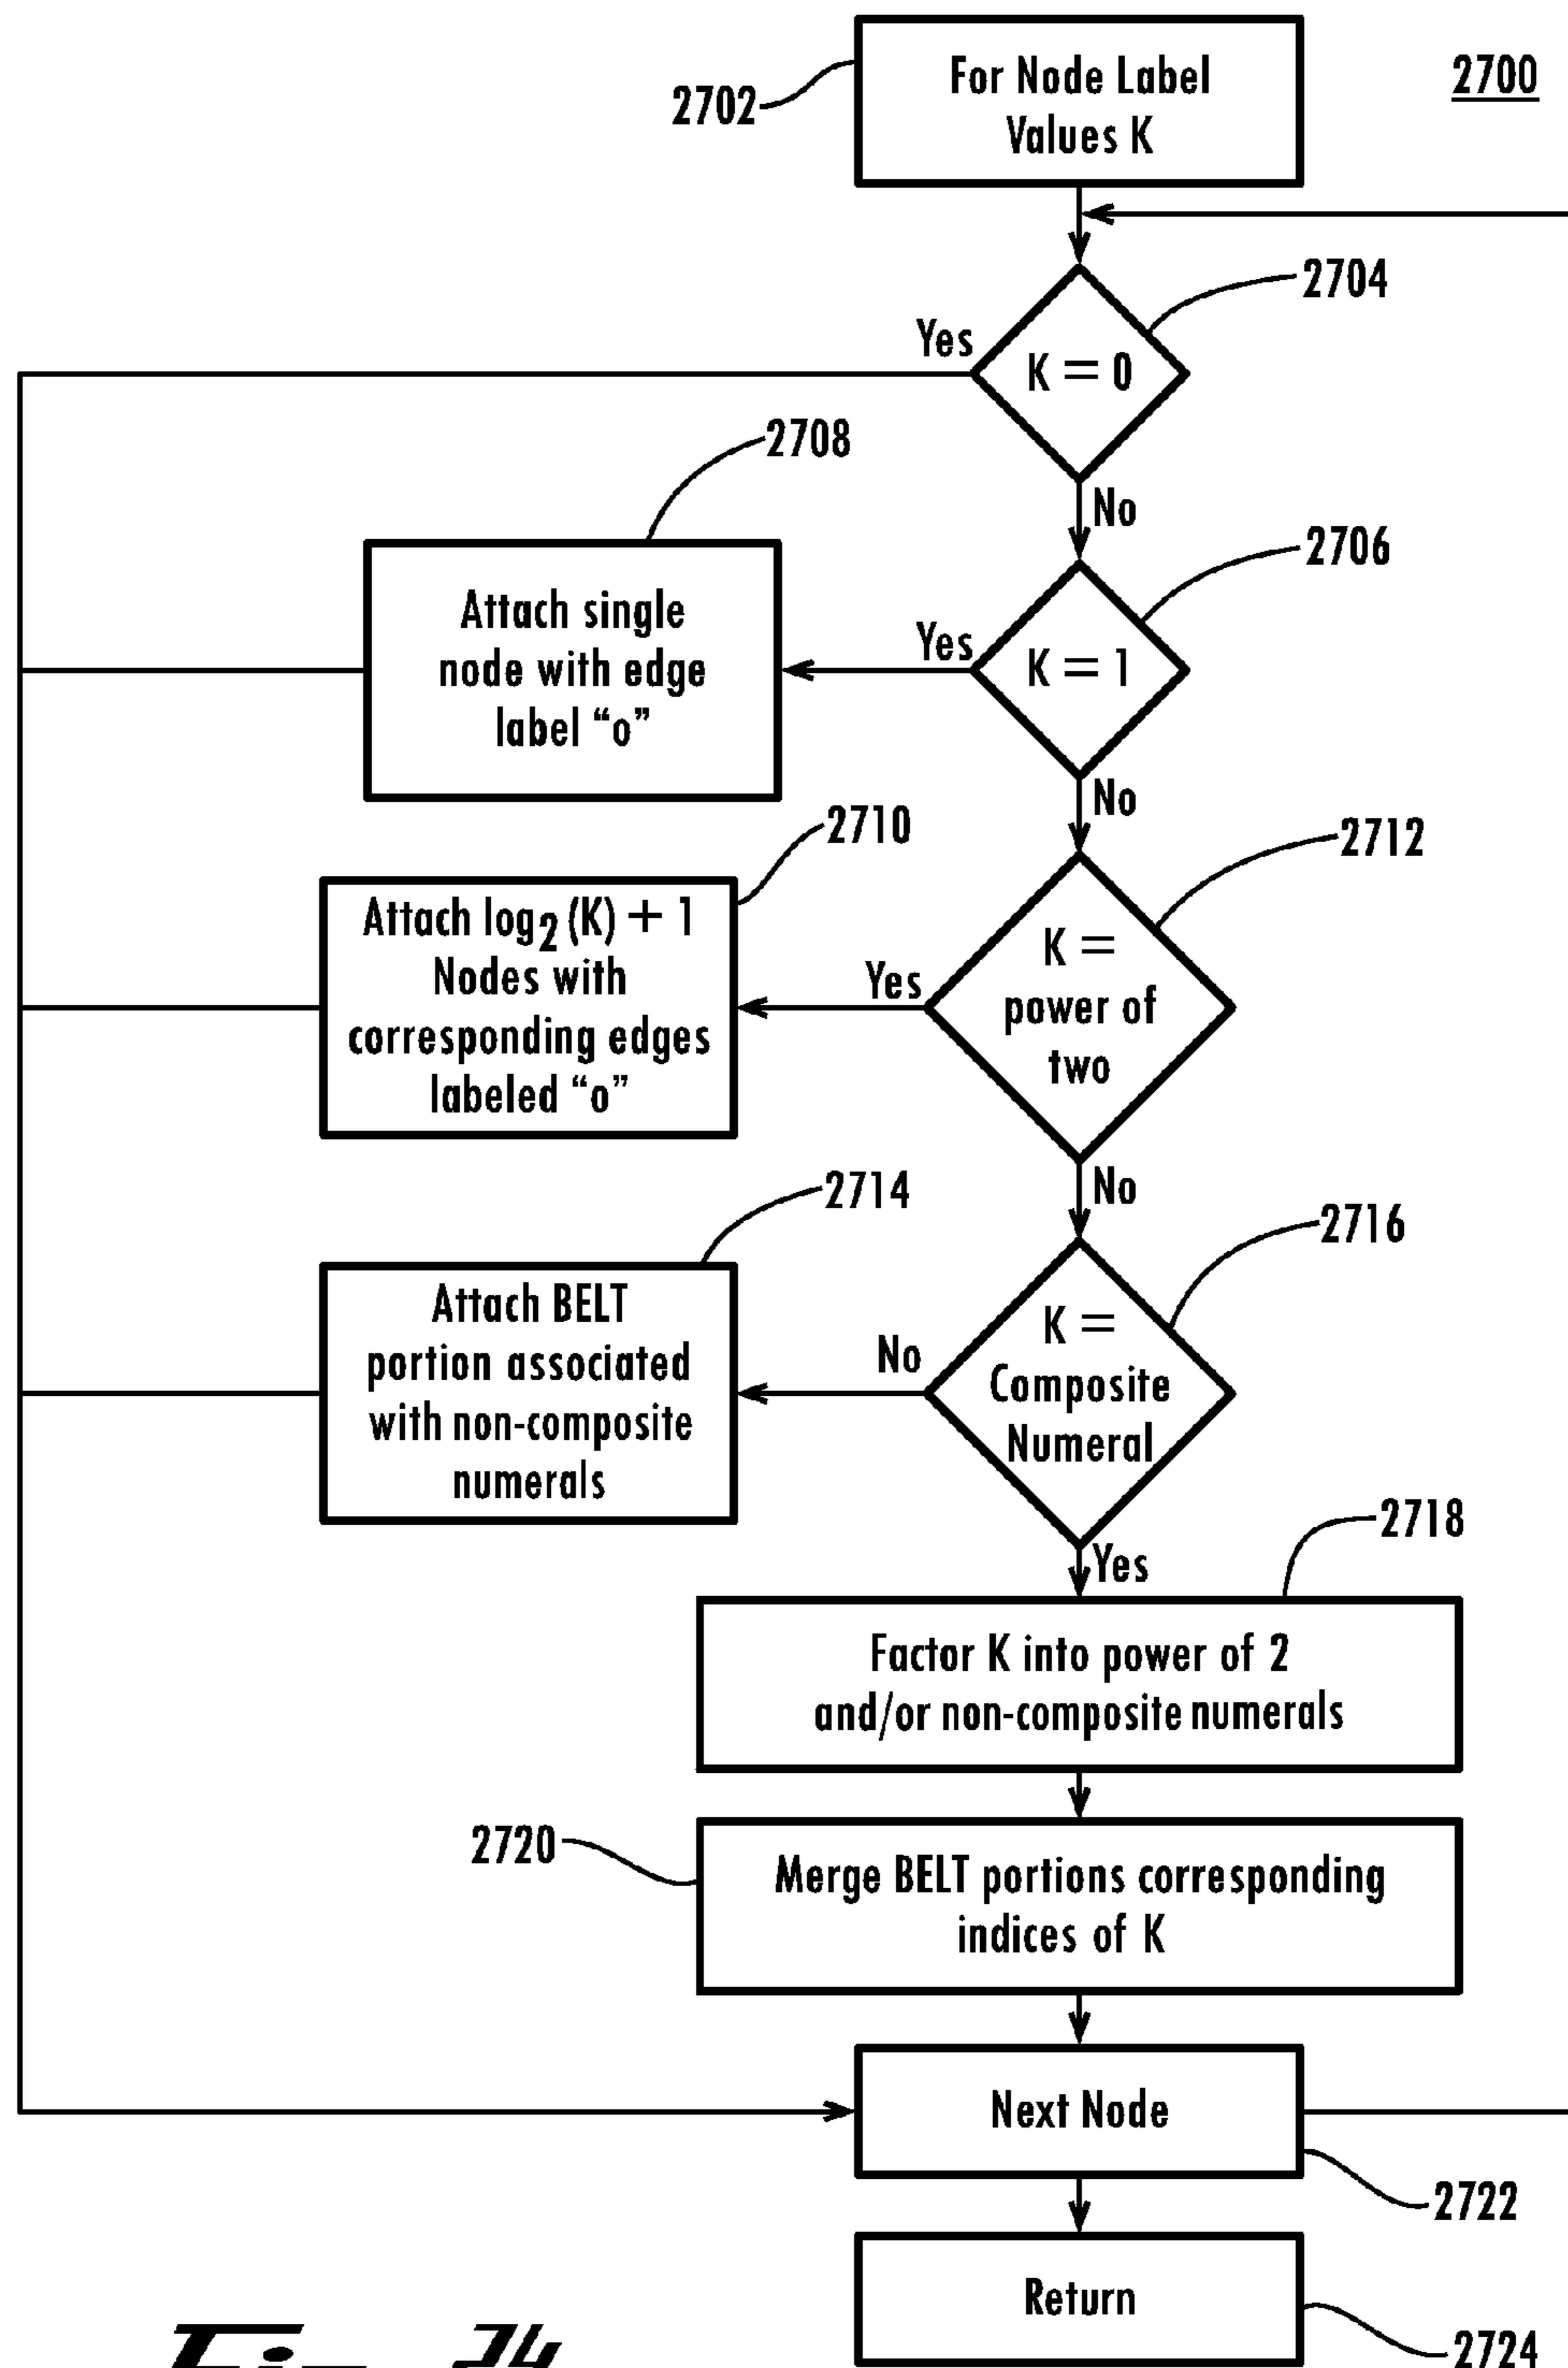 For Node Label
Values K
2700
2702
2704
Yes
K = 0
2708
No
2706
Attach single
node with edge
label “o”
Yes
K = 1
No
2710
2712
Attach log2 (K) + 1
Nodes with
corresponding edges
labeled “o”
Yes
K =
power of
two
No
2714
2716
Attach BELT
portion associated
with non-composite
numerals
No
K =
Composite
Numeral
Yes
2718
Factor K into power of 2
and/or non-composite numerals
2720
Merge BELT portions corresponding
indices of K
Next Node
2722
Return
2724